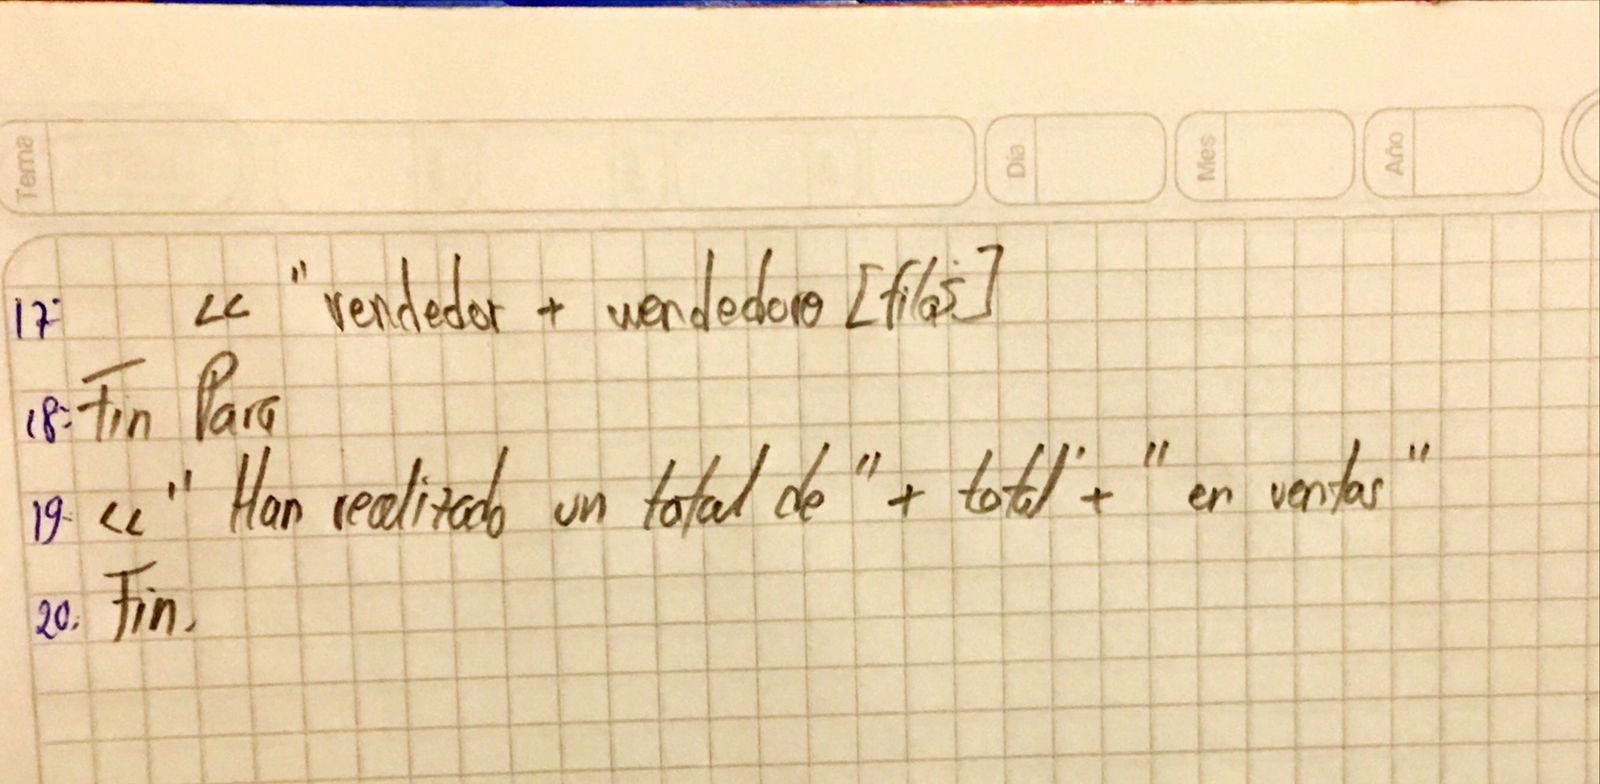 Tema Día Mes Año
17: << "vendedor + vendedores [filas]
18: Fin Para
19- << " Han realizado un total de " + total + " en ventas "
20. Fin.